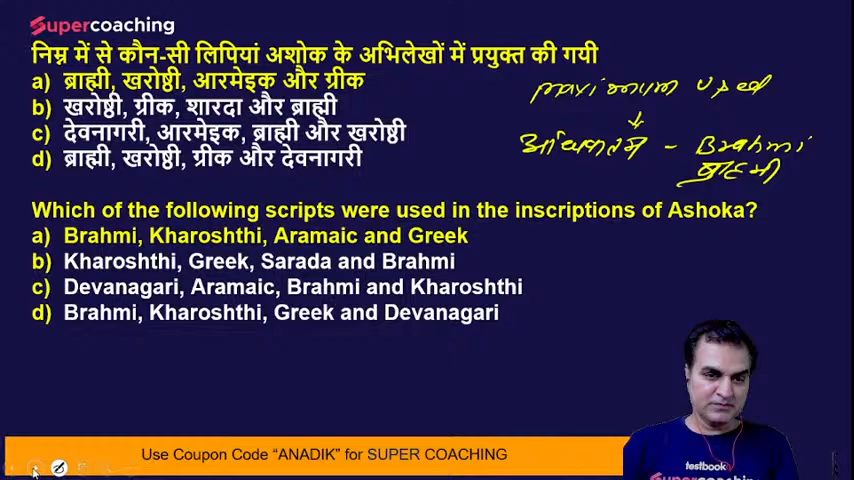 Supercoaching
निम्न में से कौन-सी लिपियां अशोक के अभिलेखों में प्रयुक्त की गयी
a) ब्राह्मी, खरोष्ठी, आरमेइक और ग्रीक
b) खरोष्ठी, ग्रीक, शारदा और ब्राह्मी
c) देवनागरी, आरमेइक, ब्राह्मी और खरोष्ठी
d) ब्राह्मी, खरोष्ठी, ग्रीक और देवनागरी
maximum used
- Brahmi
ब्राह्मी
Which of the following scripts were used in the inscriptions of Ashoka?
a) Brahmi, Kharoshthi, Aramaic and Greek
b) Kharoshthi, Greek, Sarada and Brahmi
c) Devanagari, Aramaic, Brahmi and Kharoshthi
d) Brahmi, Kharoshthi, Greek and Devanagari
Use Coupon Code “ANADIK” for SUPER COACHING
testbook
Supercoaching